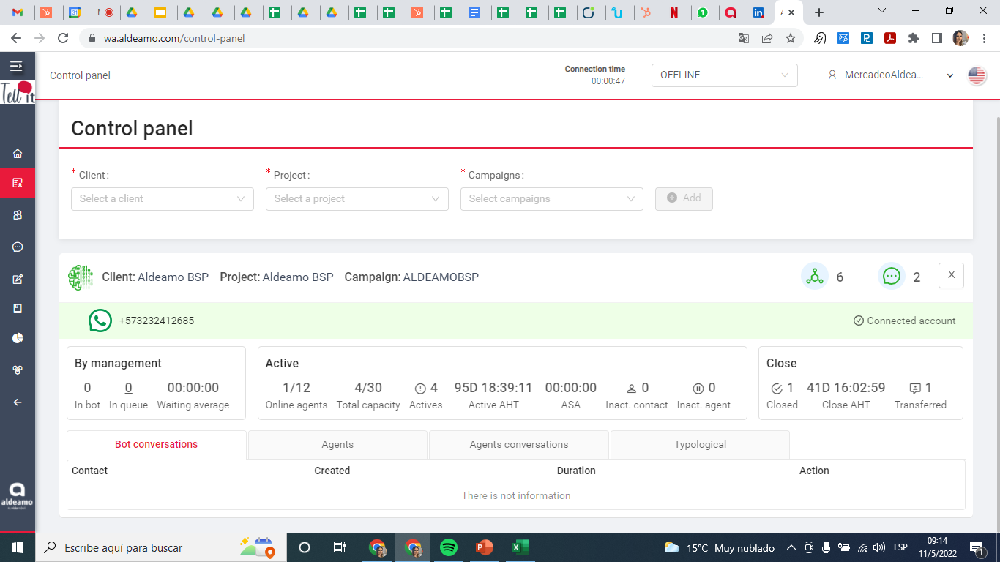 wa.aldeamo.com/control-panel
Tell it
Control panel
Connection time
00:00:47
OFFLINE
MercadeoAldea...
Control panel
* Client:
* Project:
* Campaigns:
Select a client
Select a project
Select campaigns
Add
Client: Aldeamo BSP Project: Aldeamo BSP Campaign: ALDEAMOBSP
6
2
X
+573232412685
Connected account
By management
0
0
00:00:00
In bot
In queue
Waiting average
Active
1/12
4/30
4
95D 18:39:11
00:00:00
0
0
Online agents
Total capacity
Actives
Active AHT
ASA
Inact. contact
Inact. agent
Close
1
41D 16:02:59
1
Closed
Close AHT
Transferred
Bot conversations
Agents
Agents conversations
Typological
Contact
Created
Duration
Action
There is not information
aldeamo
Escribe aquí para buscar
15°C Muy nublado
ESP
09:14
11/5/2022
1